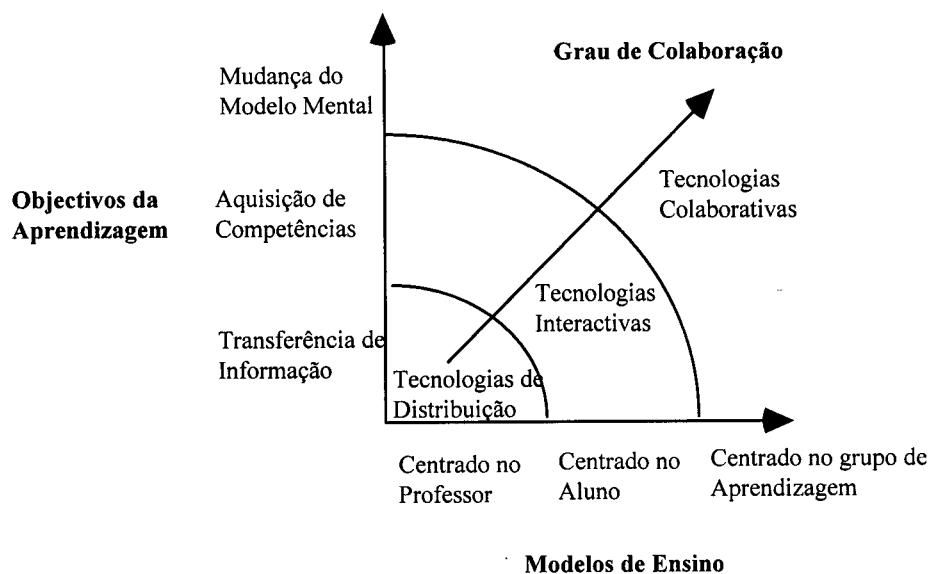 Grau de Colaboração
Mudança do
Modelo Mental
Tecnologias
Colaborativas
Objectivos da
Aprendizagem
Aquisição de
Competências
Tecnologias
Interactivas
Transferência de
Informação
Tecnologias de
Distribuição
Centrado no
Professor
Centrado no
Aluno
Centrado no grupo de
Aprendizagem
Modelos de Ensino